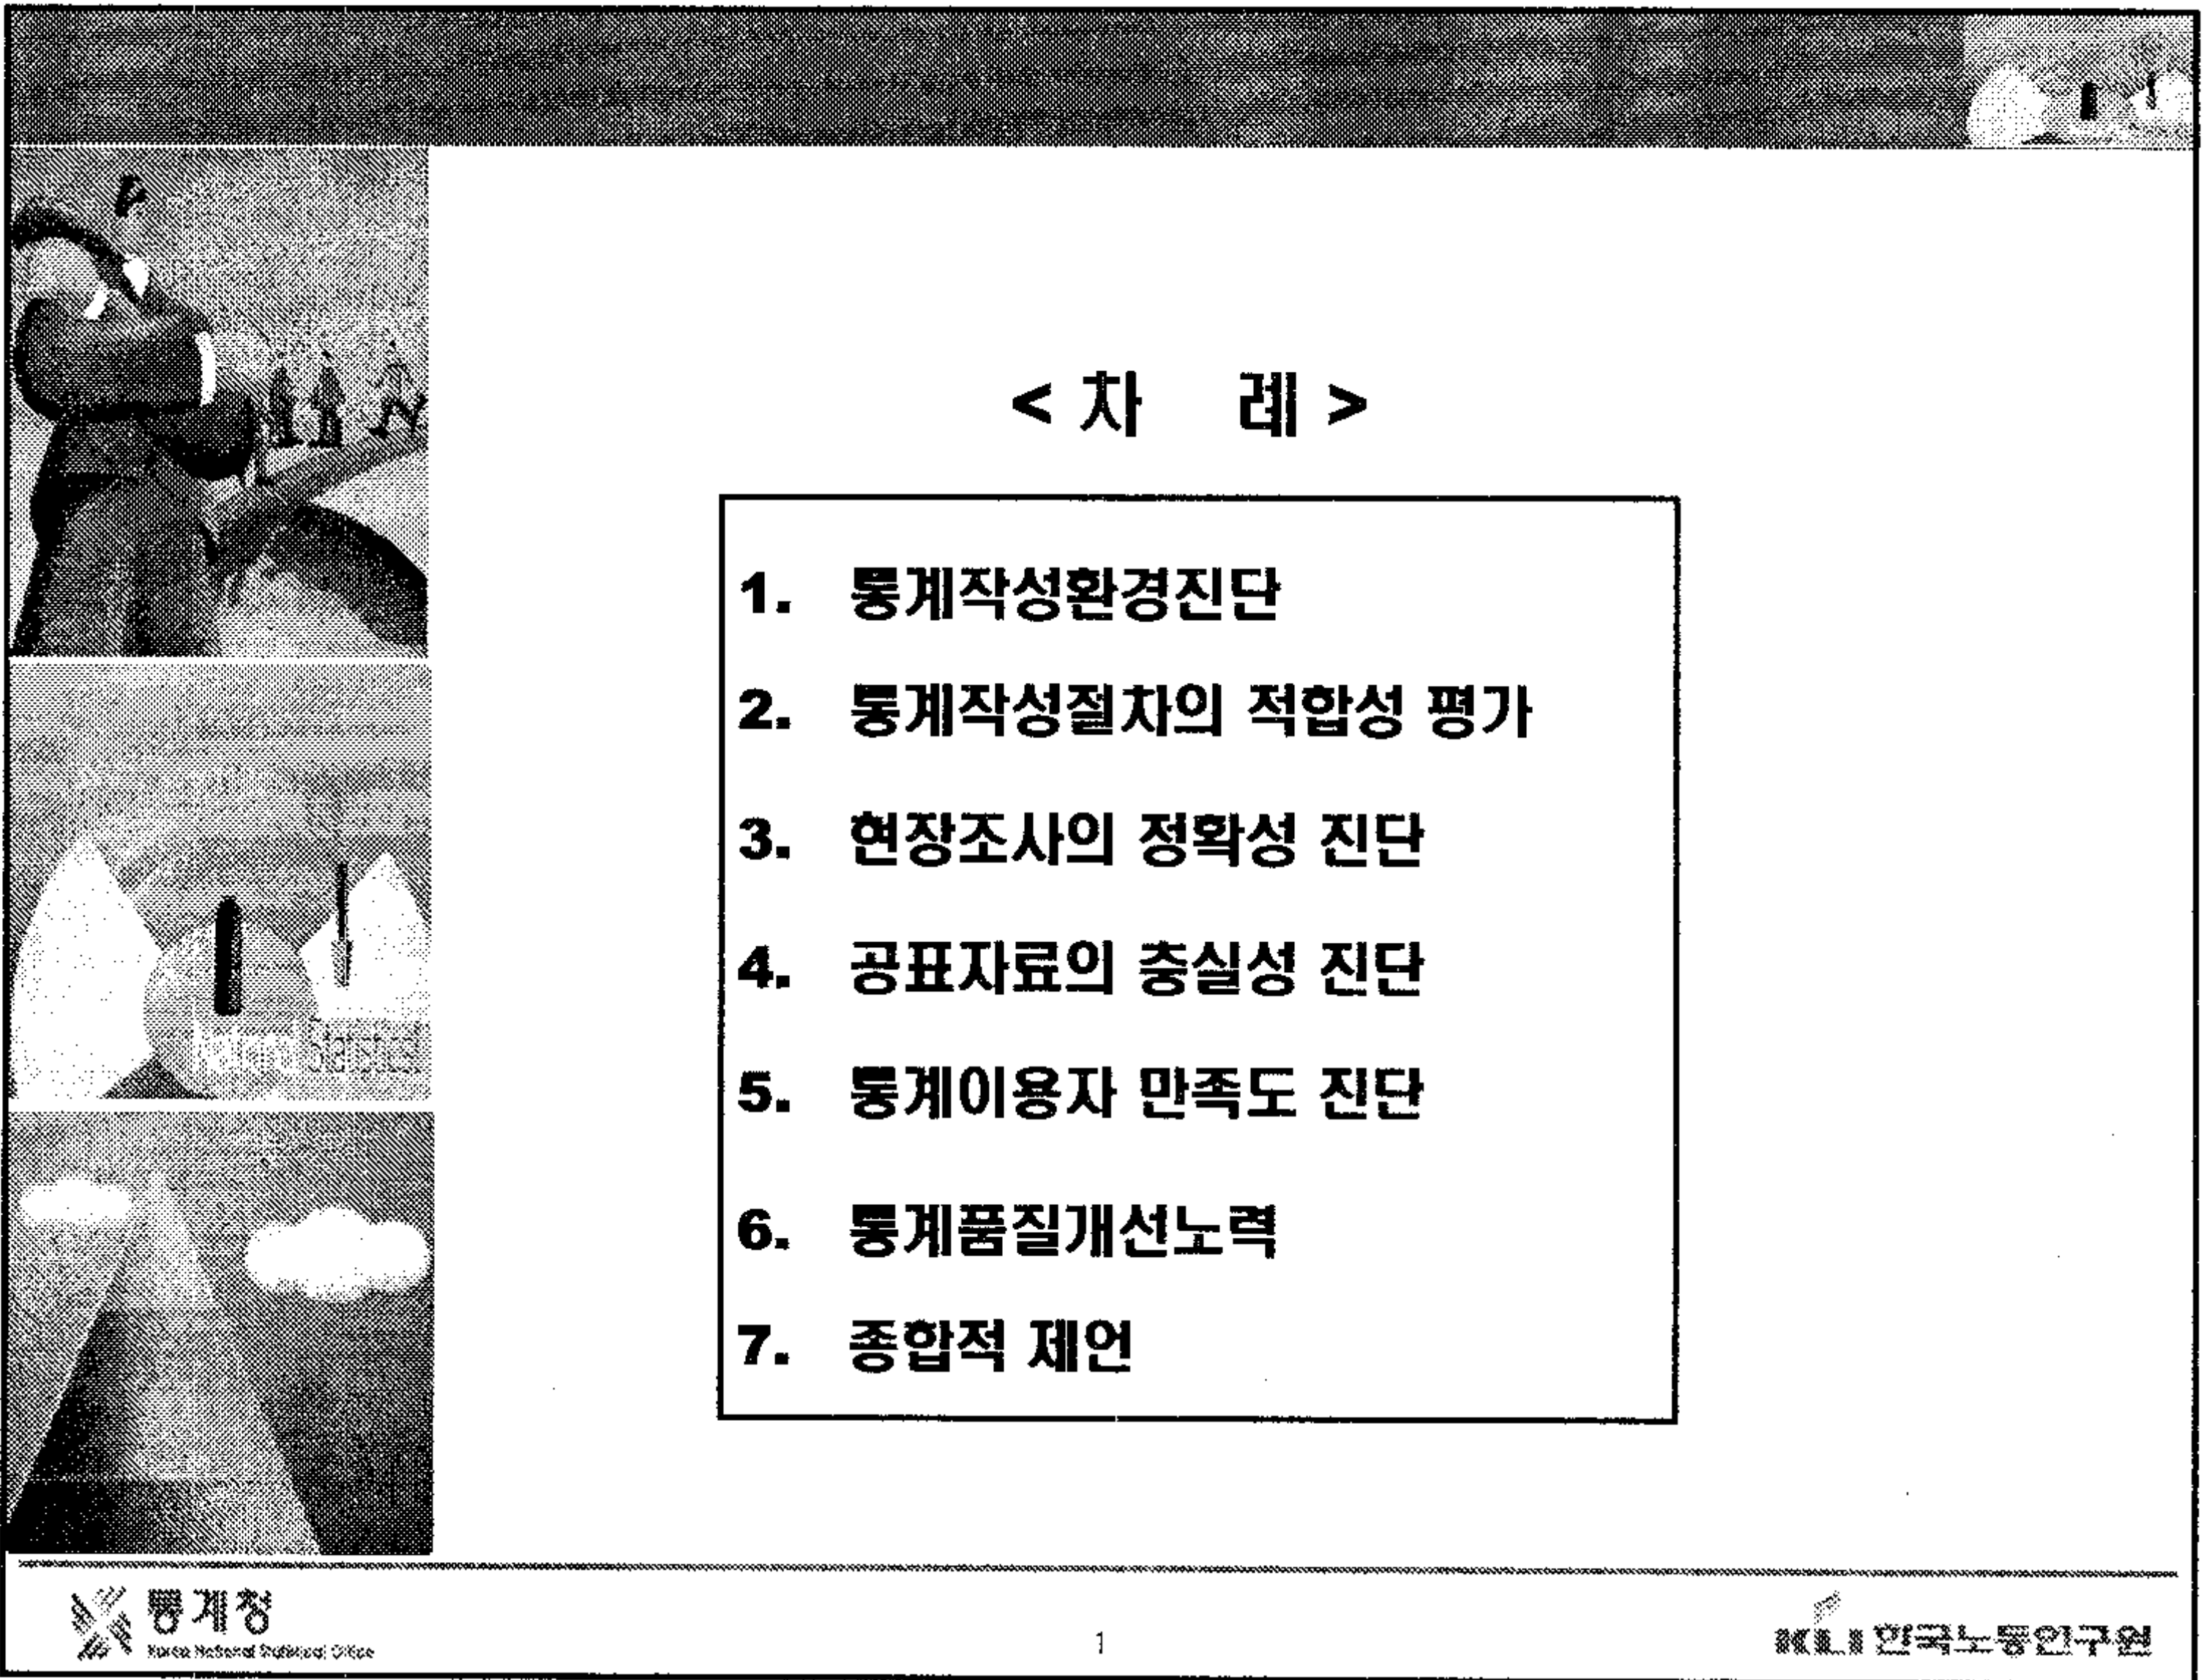 < 차 례 >
1. 통계작성환경진단
2. 통계작성절차의 적합성 평가
3. 현장조사의 정확성 진단
4. 공표자료의 충실성 진단
5. 통계이용자 만족도 진단
6. 통계품질개선노력
7. 종합적 제언
통계청
Korea National Statistical Office
1
KLI 한국노동연구원